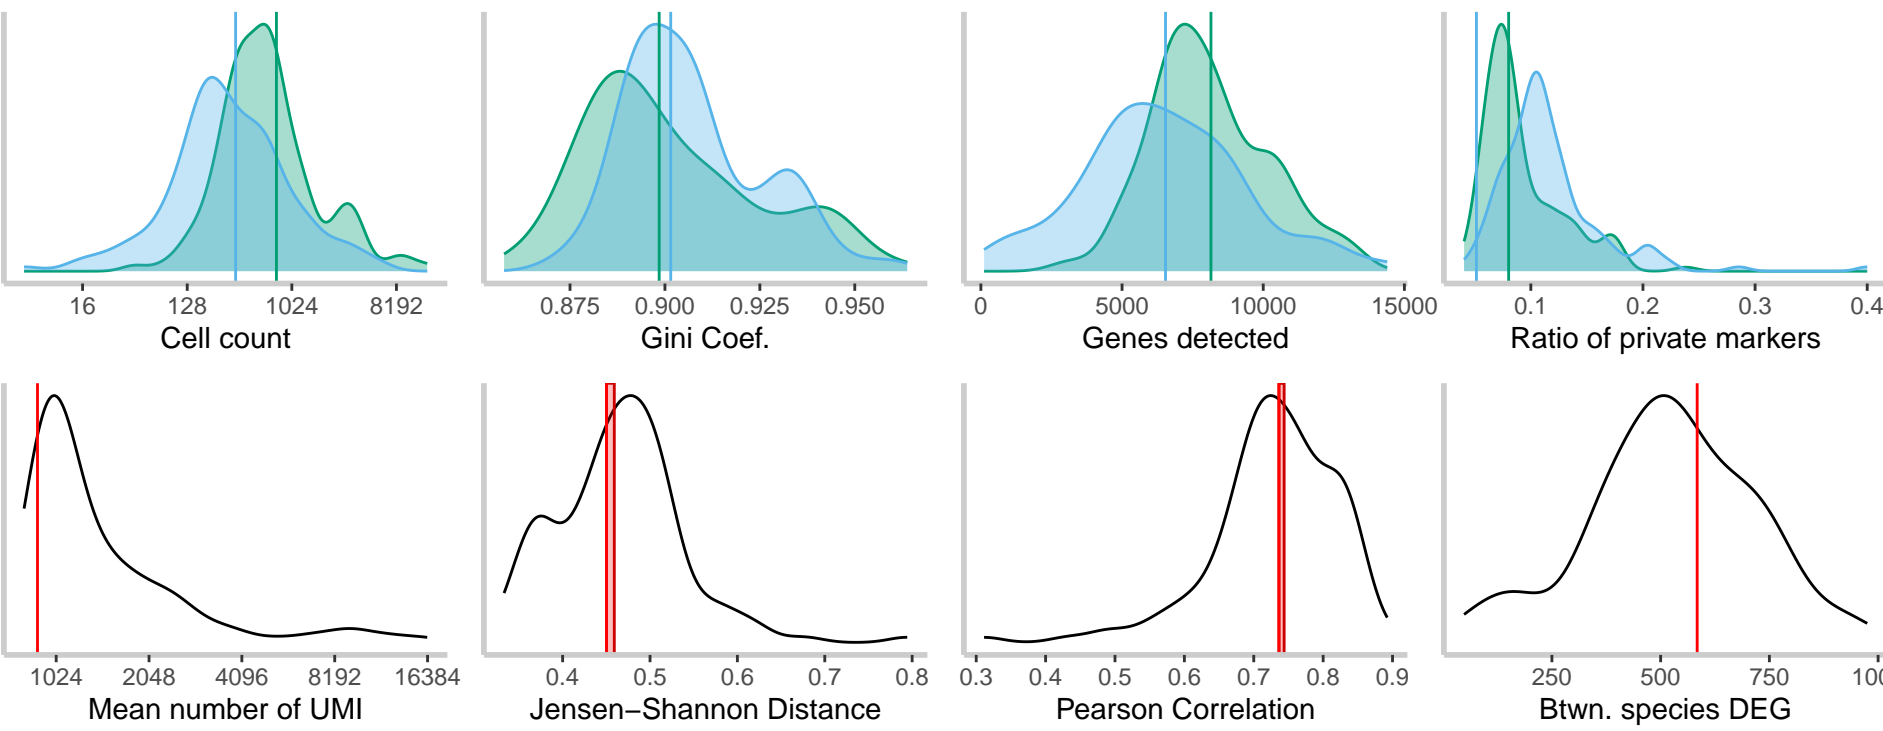 16 128 1024 8192
Cell count
0.875 0.900 0.925 0.950
Gini Coef.
0 5000 10000 15000
Genes detected
0.1 0.2 0.3 0.4
Ratio of private markers
1024 2048 4096 8192 16384
Mean number of UMI
0.4 0.5 0.6 0.7 0.8
Jensen−Shannon Distance
0.3 0.4 0.5 0.6 0.7 0.8 0.9
Pearson Correlation
250 500 750 100
Btwn. species DEG